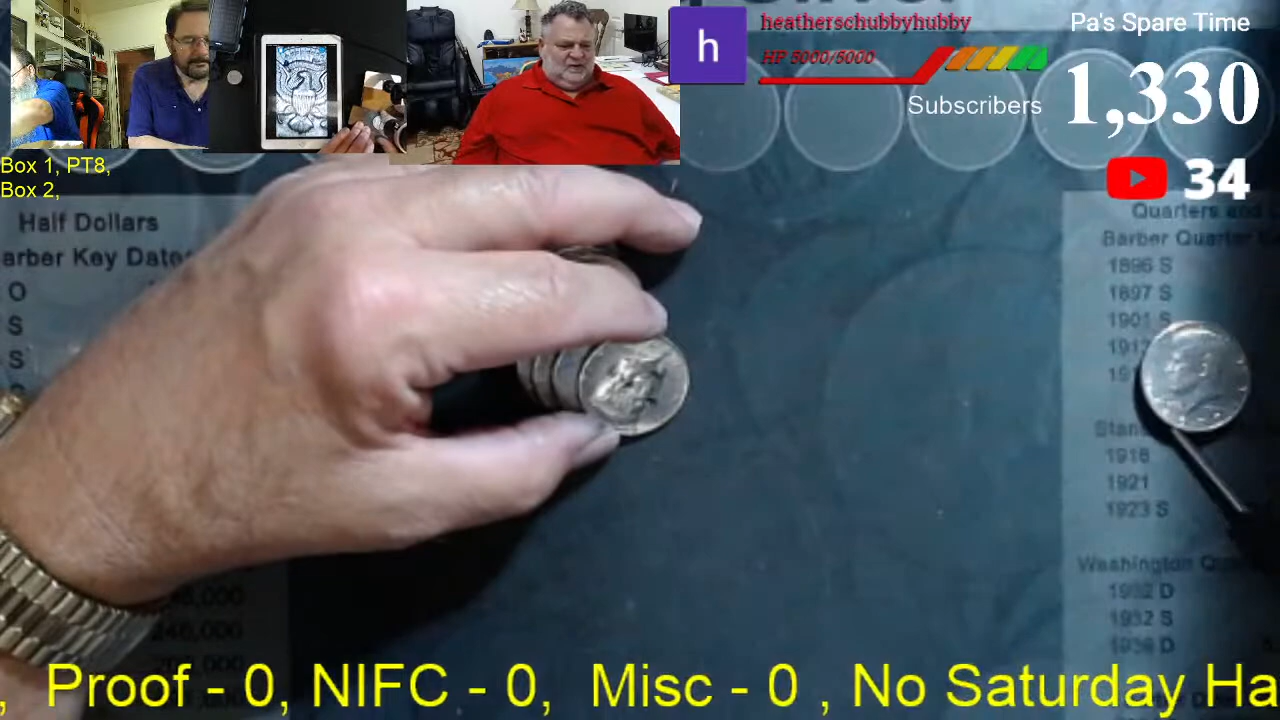 heatherschubbyhubby
h
HP 5000/5000
Pa's Spare Time
Subscribers 1,330
34
Box 1, PT8,
Box 2,
Half Dollars
arber Key Date
O
S
S
Quarters and
Barber Quarter
1896 S
1897 S
1901 S
1918
1921
1923 S
Washington Qu
1932 D
1932 S
, Proof - 0, NIFC - 0, Misc - 0 , No Saturday Ha